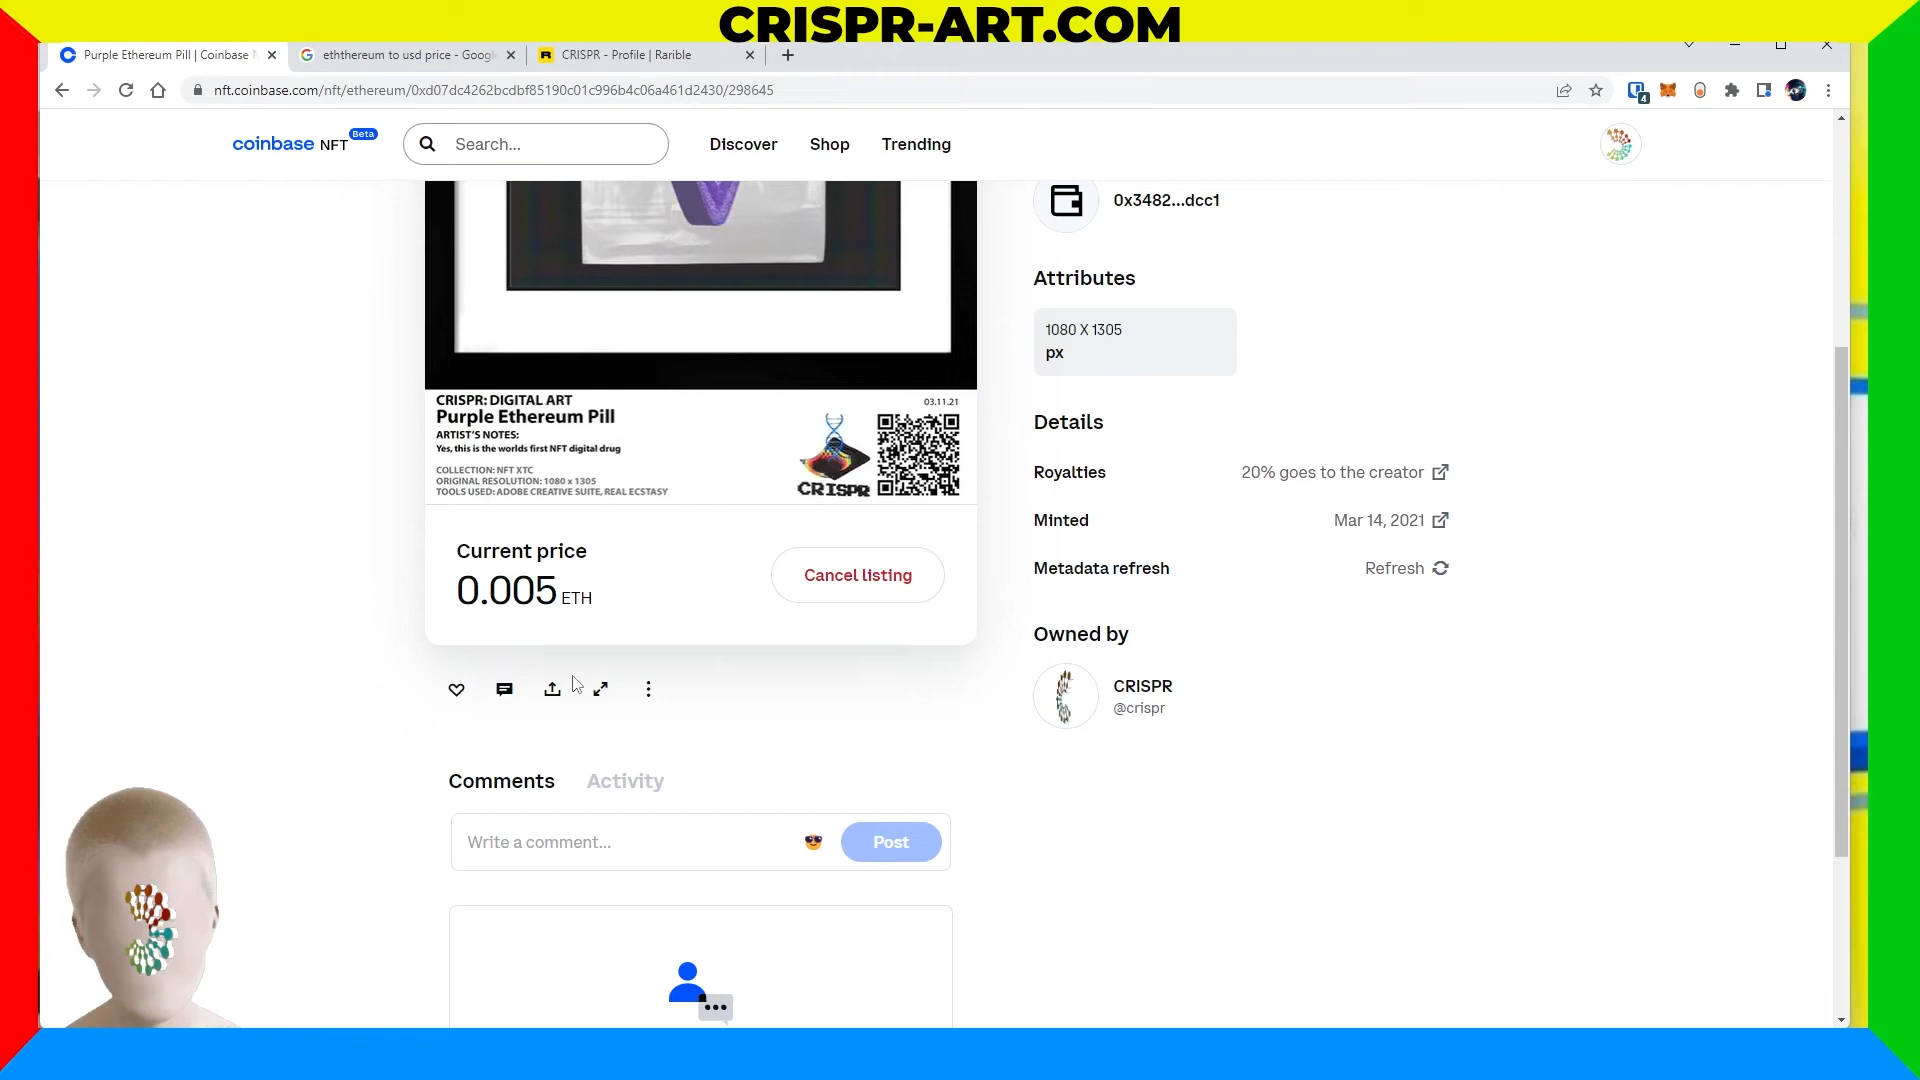 CRISPR-ART.COM
Purple Ethereum Pill | Coinbase N
eththereum to usd price - Google
CRISPR - Profile | Rarible
nft.coinbase.com/nft/ethereum/0xd07dc4262bcdbf85190c01c996b4c06a461d2430/298645
4
coinbase NFT Beta
Search...
Discover
Shop
Trending
0x3482...dcc1
Attributes
1080 X 1305
px
CRISPR: DIGITAL ART
03.11.21
Purple Ethereum Pill
ARTIST'S NOTES:
Yes, this is the worlds first NFT digital drug
COLLECTION: NFT XTC
ORIGINAL RESOLUTION: 1080 x 1305
TOOLS USED: ADOBE CREATIVE SUITE, REAL ECSTASY
CRISPR
Details
Royalties
20% goes to the creator
Minted
Mar 14, 2021
Metadata refresh
Refresh
Current price
0.005 ETH
Cancel listing
Owned by
CRISPR
@crispr
Comments
Activity
Write a comment...
Post